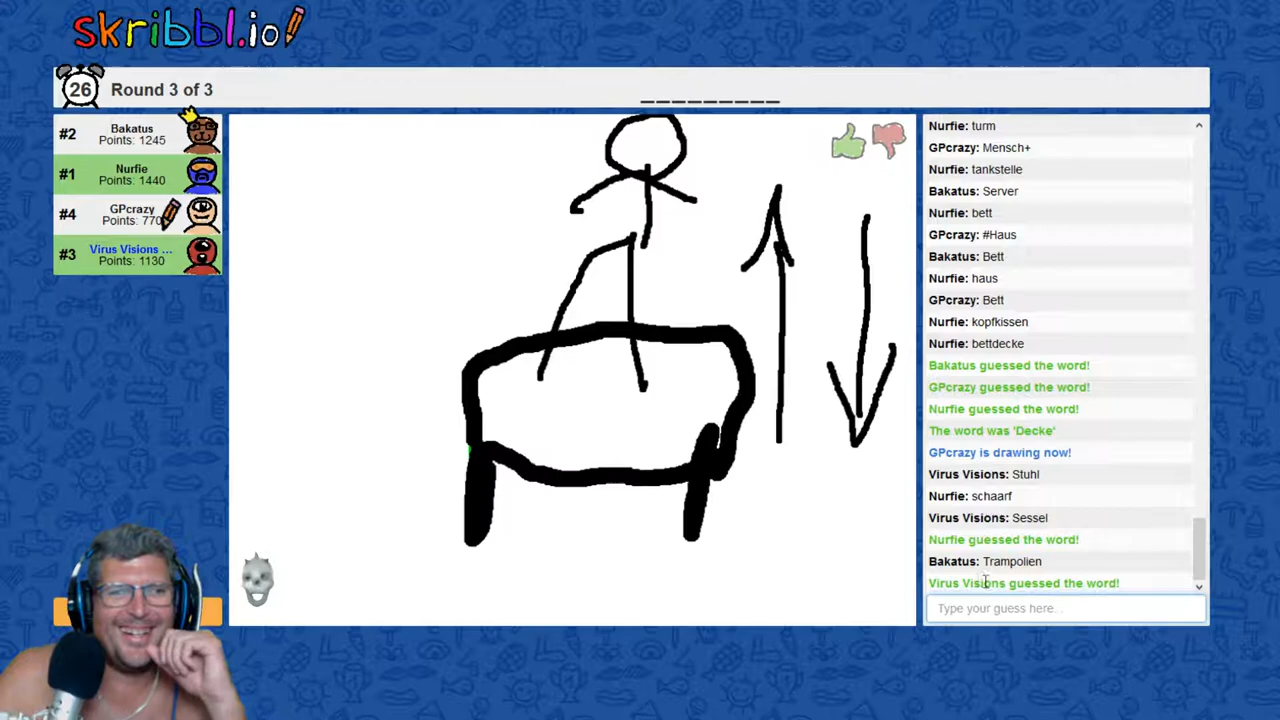 skribbl.io
26
Round 3 of 3
_________
#2
Bakatus
Points: 1245
#1
Nurfie
Points: 1440
#4
GPcrazy
Points: 770
#3
Virus Visions ...
Points: 1130
Nurfie: turm
GPcrazy: Mensch+
Nurfie: tankstelle
Bakatus: Server
Nurfie: bett
GPcrazy: #Haus
Bakatus: Bett
Nurfie: haus
GPcrazy: Bett
Nurfie: kopfkissen
Nurfie: bettdecke
Bakatus guessed the word!
GPcrazy guessed the word!
Nurfie guessed the word!
The word was 'Decke'
GPcrazy is drawing now!
Virus Visions: Stuhl
Nurfie: schaarf
Virus Visions: Sessel
Nurfie guessed the word!
Bakatus: Trampolien
Virus Visions guessed the word!
Type your guess here...